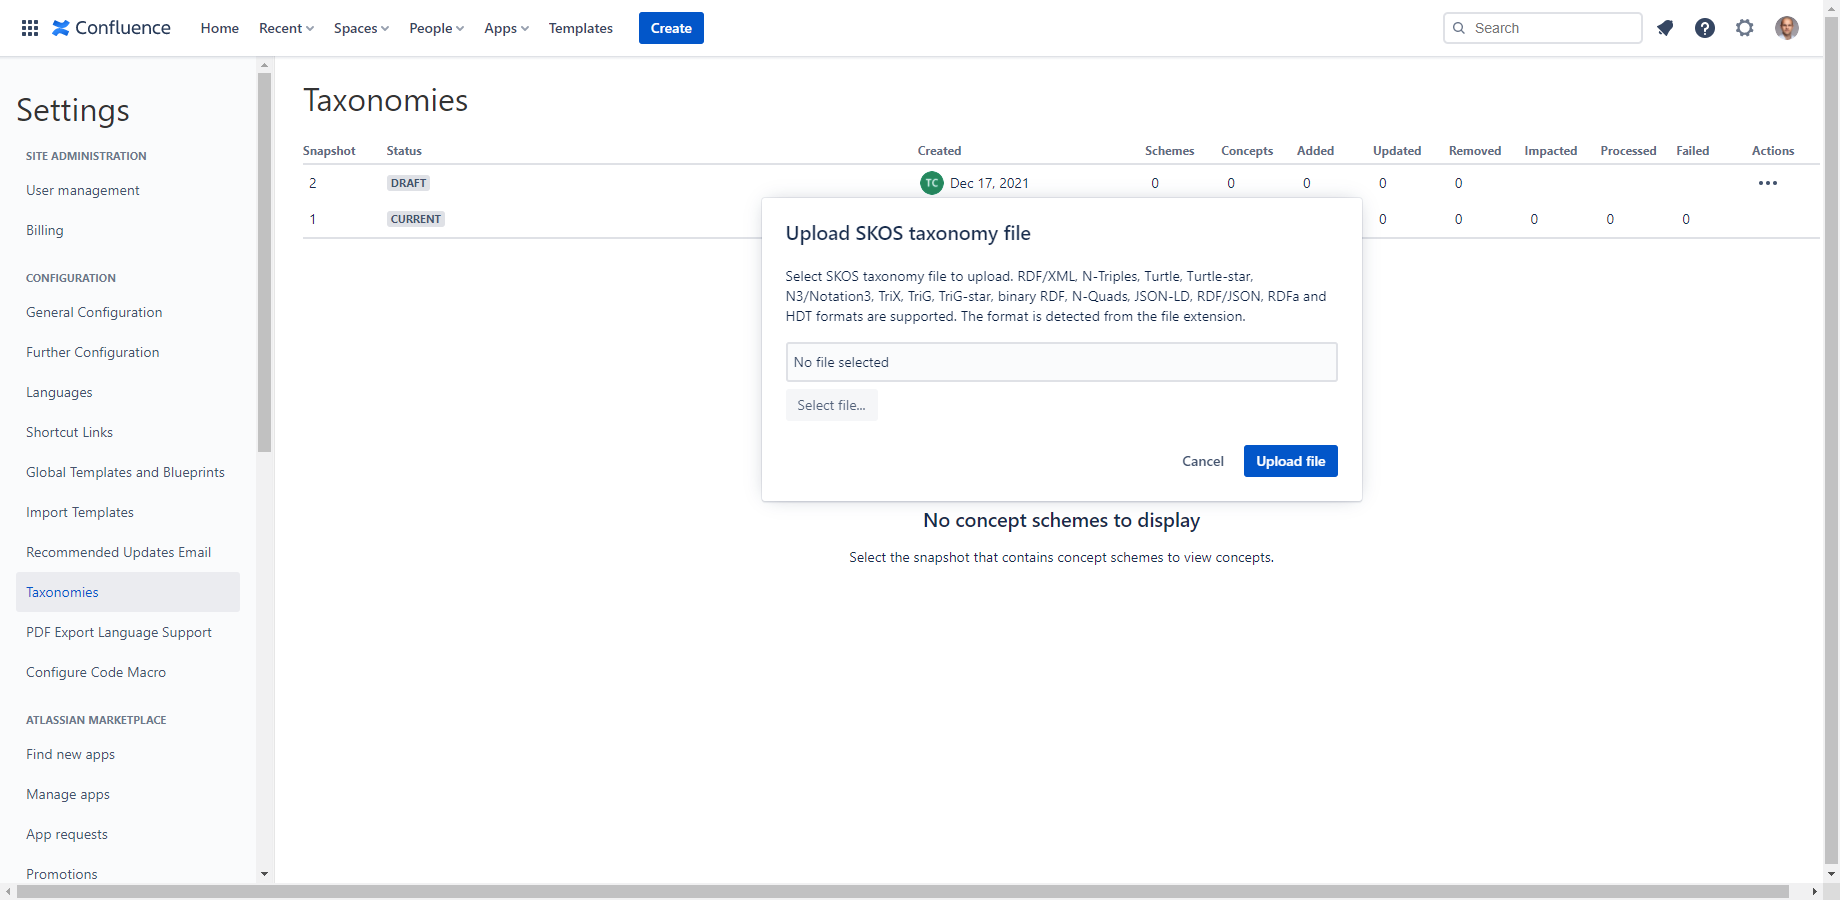 Confluence Home Recent Spaces People Apps Templates Create Search
Settings
SITE ADMINISTRATION
User management
Billing
CONFIGURATION
General Configuration
Further Configuration
Languages
Shortcut Links
Global Templates and Blueprints
Import Templates
Recommended Updates Email
Taxonomies
PDF Export Language Support
Configure Code Macro
ATLASSIAN MARKETPLACE
Find new apps
Manage apps
App requests
Promotions
Taxonomies
Snapshot Status Created Schemes Concepts Added Updated Removed Impacted Processed Failed Actions
2 DRAFT TC Dec 17, 2021 0 0 0 0 0
1 CURRENT 0 0 0 0 0
Upload SKOS taxonomy file
Select SKOS taxonomy file to upload. RDF/XML, N-Triples, Turtle, Turtle-star,
N3/Notation3, TriX, TriG, TriG-star, binary RDF, N-Quads, JSON-LD, RDF/JSON, RDFa and
HDT formats are supported. The format is detected from the file extension.
No file selected
Select file...
Cancel Upload file
No concept schemes to display
Select the snapshot that contains concept schemes to view concepts.